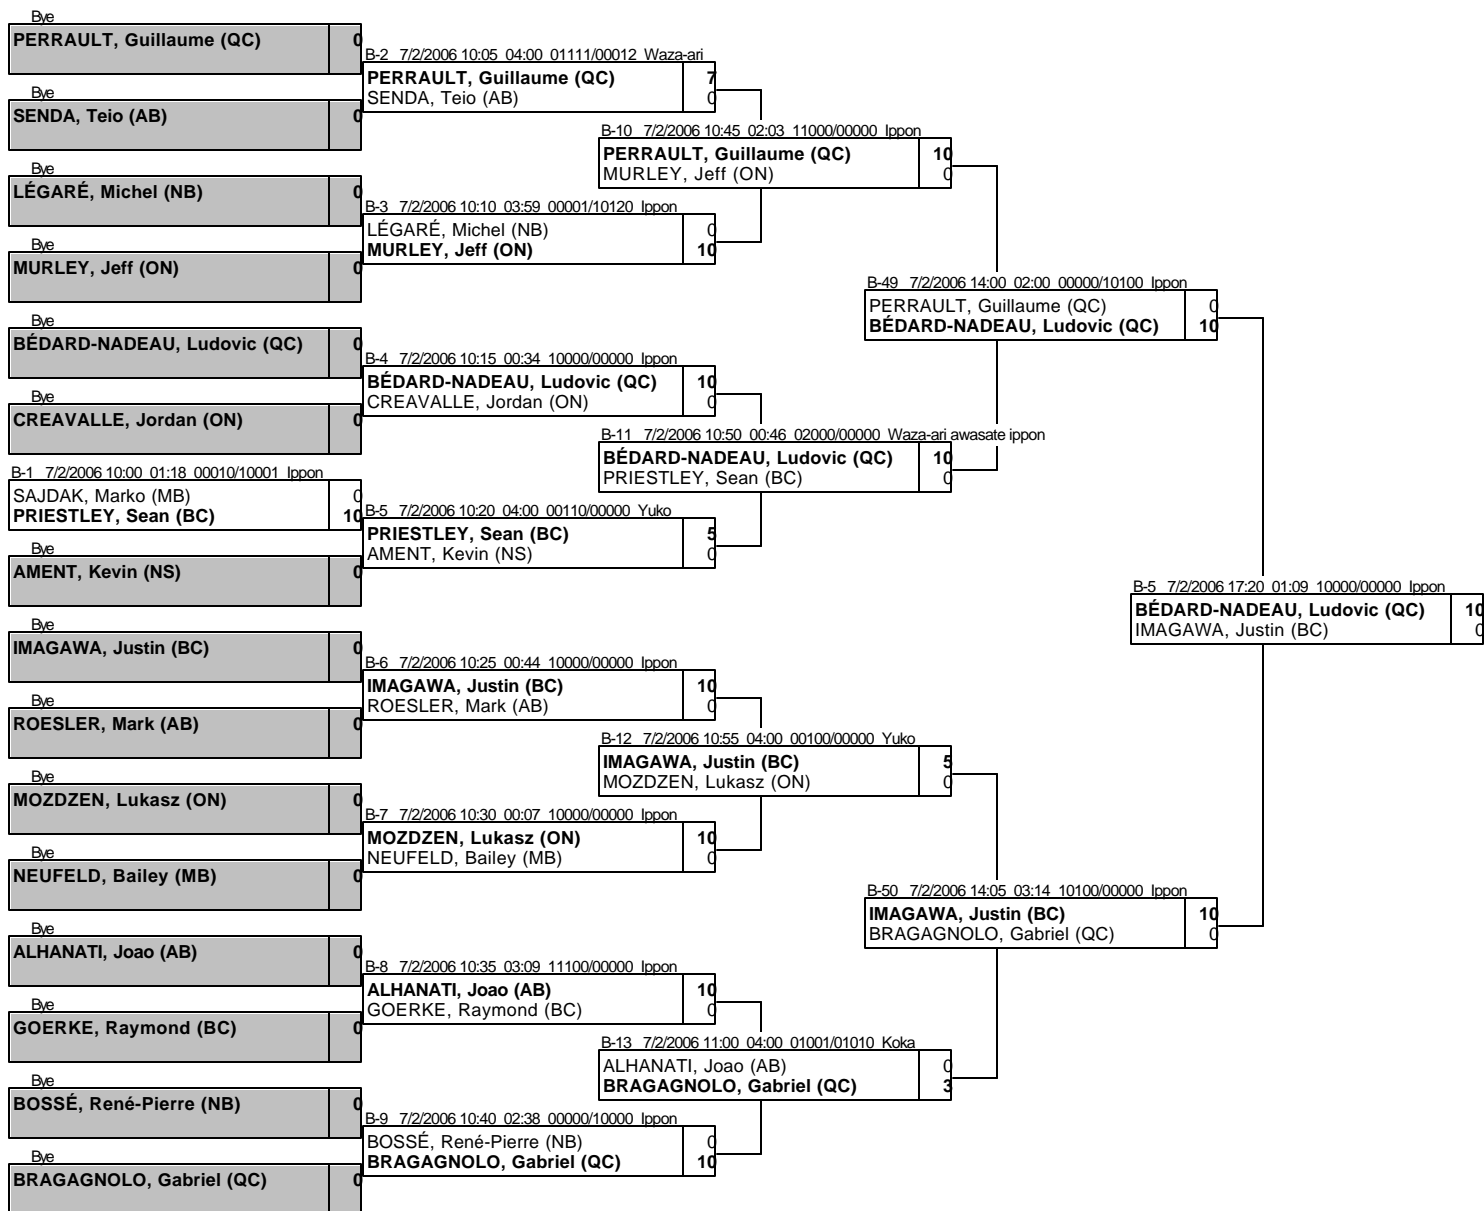 Bye
PERRAULT, Guillaume (QC) 0
Bye
SENDA, Teio (AB) 0
Bye
LÉGARÉ, Michel (NB) 0
Bye
MURLEY, Jeff (ON) 0
Bye
BÉDARD-NADEAU, Ludovic (QC) 0
Bye
CREAVALLE, Jordan (ON) 0
B-1 7/2/2006 10:00 01:18 00010/10001 Ippon
SAJDAK, Marko (MB) 0
PRIESTLEY, Sean (BC) 10
Bye
AMENT, Kevin (NS) 0
Bye
IMAGAWA, Justin (BC) 0
Bye
ROESLER, Mark (AB) 0
Bye
MOZDZEN, Lukasz (ON) 0
Bye
NEUFELD, Bailey (MB) 0
Bye
ALHANATI, Joao (AB) 0
Bye
GOERKE, Raymond (BC) 0
Bye
BOSSÉ, René-Pierre (NB) 0
Bye
BRAGAGNOLO, Gabriel (QC) 0
B-2 7/2/2006 10:05 04:00 01111/00012 Waza-ari
PERRAULT, Guillaume (QC) 7
SENDA, Teio (AB) 0
B-3 7/2/2006 10:10 03:59 00001/10120 Ippon
LÉGARÉ, Michel (NB) 0
MURLEY, Jeff (ON) 10
B-4 7/2/2006 10:15 00:34 10000/00000 Ippon
BÉDARD-NADEAU, Ludovic (QC) 10
CREAVALLE, Jordan (ON) 0
B-5 7/2/2006 10:20 04:00 00110/00000 Yuko
PRIESTLEY, Sean (BC) 5
AMENT, Kevin (NS) 0
B-6 7/2/2006 10:25 00:44 10000/00000 Ippon
IMAGAWA, Justin (BC) 10
ROESLER, Mark (AB) 0
B-7 7/2/2006 10:30 00:07 10000/00000 Ippon
MOZDZEN, Lukasz (ON) 10
NEUFELD, Bailey (MB) 0
B-8 7/2/2006 10:35 03:09 11100/00000 Ippon
ALHANATI, Joao (AB) 10
GOERKE, Raymond (BC) 0
B-9 7/2/2006 10:40 02:38 00000/10000 Ippon
BOSSÉ, René-Pierre (NB) 0
BRAGAGNOLO, Gabriel (QC) 10
B-10 7/2/2006 10:45 02:03 11000/00000 Ippon
PERRAULT, Guillaume (QC) 10
MURLEY, Jeff (ON) 0
B-11 7/2/2006 10:50 00:46 02000/00000 Waza-ari awasate ippon
BÉDARD-NADEAU, Ludovic (QC) 10
PRIESTLEY, Sean (BC) 0
B-12 7/2/2006 10:55 04:00 00100/00000 Yuko
IMAGAWA, Justin (BC) 5
MOZDZEN, Lukasz (ON) 0
B-13 7/2/2006 11:00 04:00 01001/01010 Koka
ALHANATI, Joao (AB) 0
BRAGAGNOLO, Gabriel (QC) 3
B-49 7/2/2006 14:00 02:00 00000/10100 Ippon
PERRAULT, Guillaume (QC) 0
BÉDARD-NADEAU, Ludovic (QC) 10
B-50 7/2/2006 14:05 03:14 10100/00000 Ippon
IMAGAWA, Justin (BC) 10
BRAGAGNOLO, Gabriel (QC) 0
B-5 7/2/2006 17:20 01:09 10000/00000 Ippon
BÉDARD-NADEAU, Ludovic (QC) 10
IMAGAWA, Justin (BC) 0